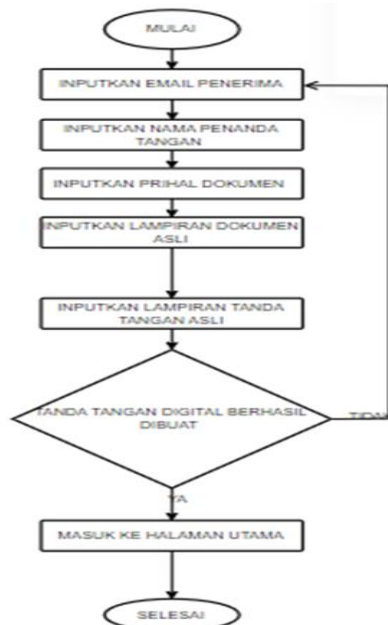 MULAI
INPUTKAN EMAIL PENERIMA
INPUTKAN NAMA PENANDA
TANGAN
INPUTKAN PRIHAL DOKUMEN
INPUTKAN LAMPIRAN DOKUMEN
ASLI
INPUTKAN LAMPIRAN TANDA
TANGAN ASLI
TANDA TANGAN DIGITAL BERHASIL
DIBUAT
TIDAK
YA
MASUK KE HALAMAN UTAMA
SELESAI